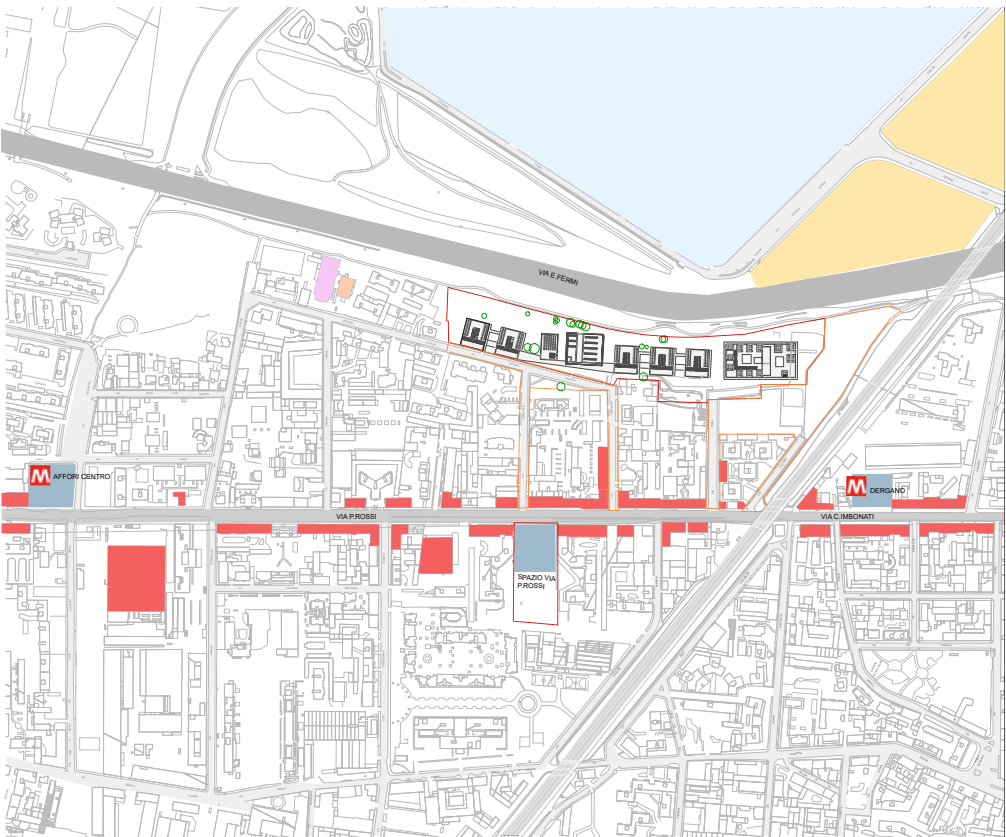 VIA E.FERMI
M AFFORI CENTRO
M DERGANO
VIA P.ROSSI
VIA C.IMBONATI
SPAZIO VIA
P.ROSSI